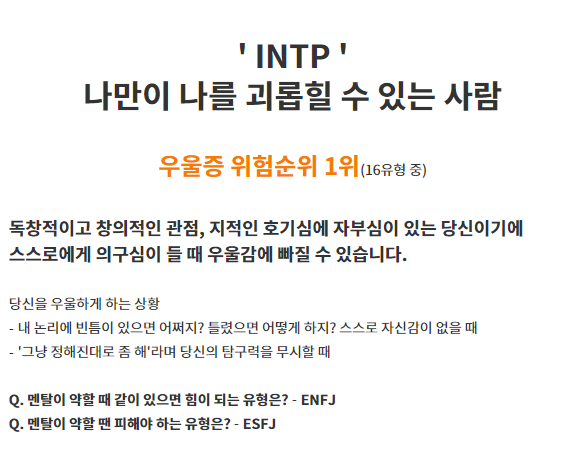 ' INTP '
나만이 나를 괴롭힐 수 있는 사람
우울증 위험순위 1위(16유형 중)
독창적이고 창의적인 관점, 지적인 호기심에 자부심이 있는 당신이기에
스스로에게 의구심이 들 때 우울감에 빠질 수 있습니다.
당신을 우울하게 하는 상황
- 내 논리에 빈틈이 있으면 어쩌지? 틀렸으면 어떻게 하지? 스스로 자신감이 없을 때
- '그냥 정해진대로 좀 해'라며 당신의 탐구력을 무시할 때
Q. 멘탈이 약할 때 같이 있으면 힘이 되는 유형은? - ENFJ
Q. 멘탈이 약할 땐 피해야 하는 유형은? - ESFJ